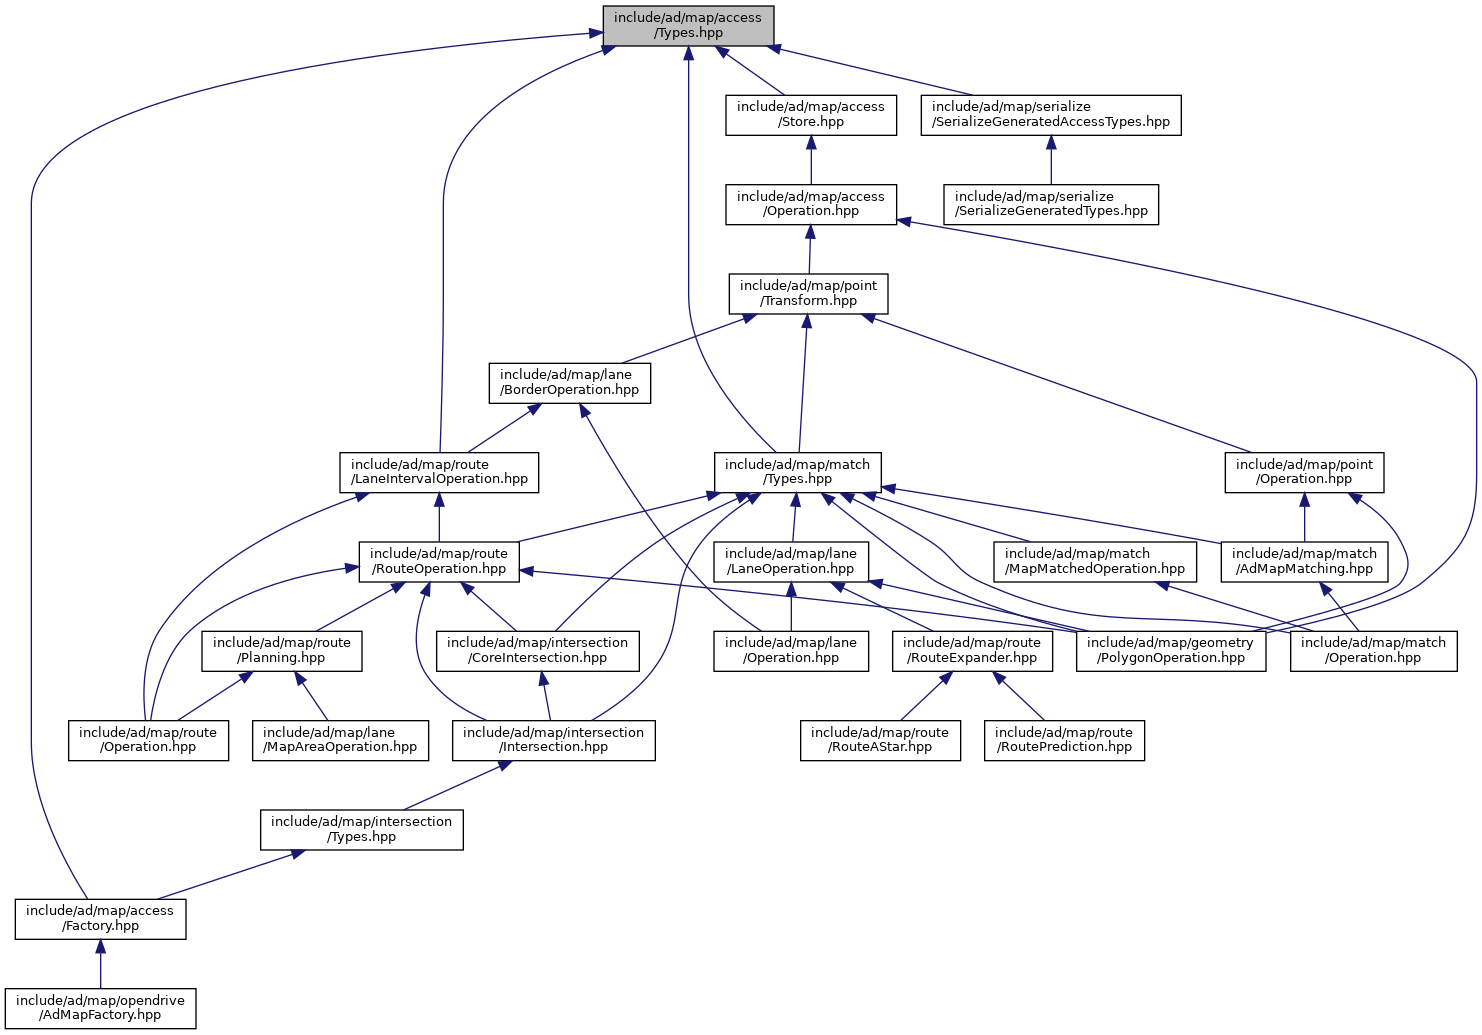 include/ad/map/access
/Types.hpp
include/ad/map/access
/Store.hpp
include/ad/map/serialize
/SerializeGeneratedAccessTypes.hpp
include/ad/map/access
/Operation.hpp
include/ad/map/serialize
/SerializeGeneratedTypes.hpp
include/ad/map/point
/Transform.hpp
include/ad/map/lane
/BorderOperation.hpp
include/ad/map/route
/LaneIntervalOperation.hpp
include/ad/map/match
/Types.hpp
include/ad/map/point
/Operation.hpp
include/ad/map/route
/RouteOperation.hpp
include/ad/map/lane
/LaneOperation.hpp
include/ad/map/match
/MapMatchedOperation.hpp
include/ad/map/match
/AdMapMatching.hpp
include/ad/map/route
/Planning.hpp
include/ad/map/intersection
/CoreIntersection.hpp
include/ad/map/lane
/Operation.hpp
include/ad/map/route
/RouteExpander.hpp
include/ad/map/geometry
/PolygonOperation.hpp
include/ad/map/match
/Operation.hpp
include/ad/map/route
/Operation.hpp
include/ad/map/lane
/MapAreaOperation.hpp
include/ad/map/intersection
/Intersection.hpp
include/ad/map/route
/RouteAStar.hpp
include/ad/map/route
/RoutePrediction.hpp
include/ad/map/intersection
/Types.hpp
include/ad/map/access
/Factory.hpp
include/ad/map/opendrive
/AdMapFactory.hpp